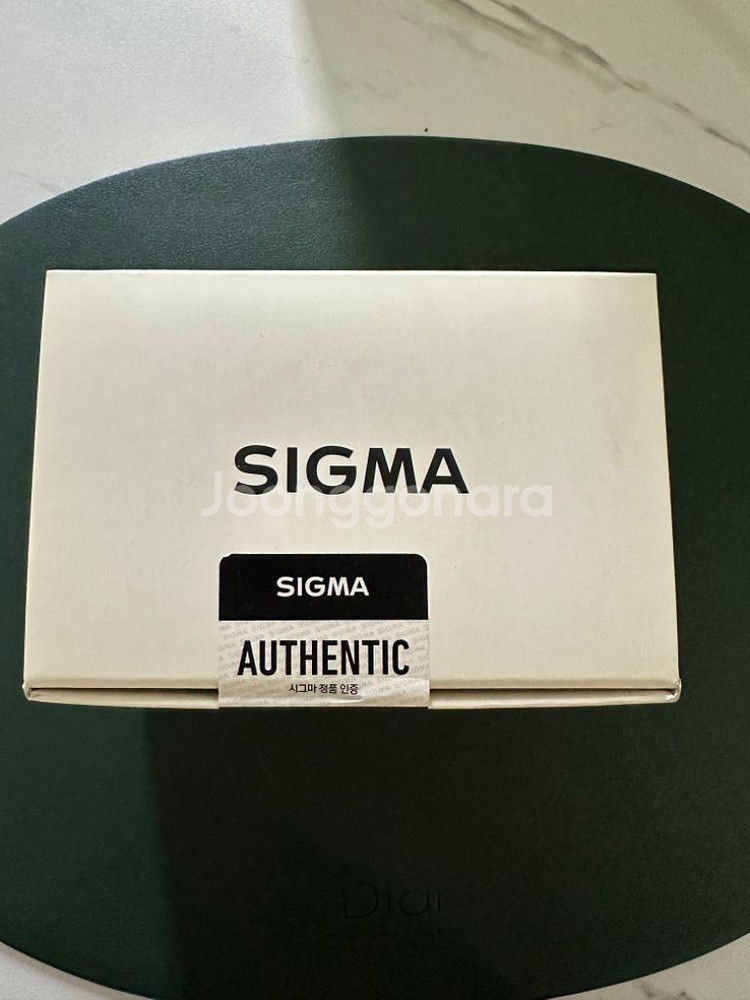 SIGMA
Joonggonara
SIGMA
AUTHENTIC
시그마 정품 인증